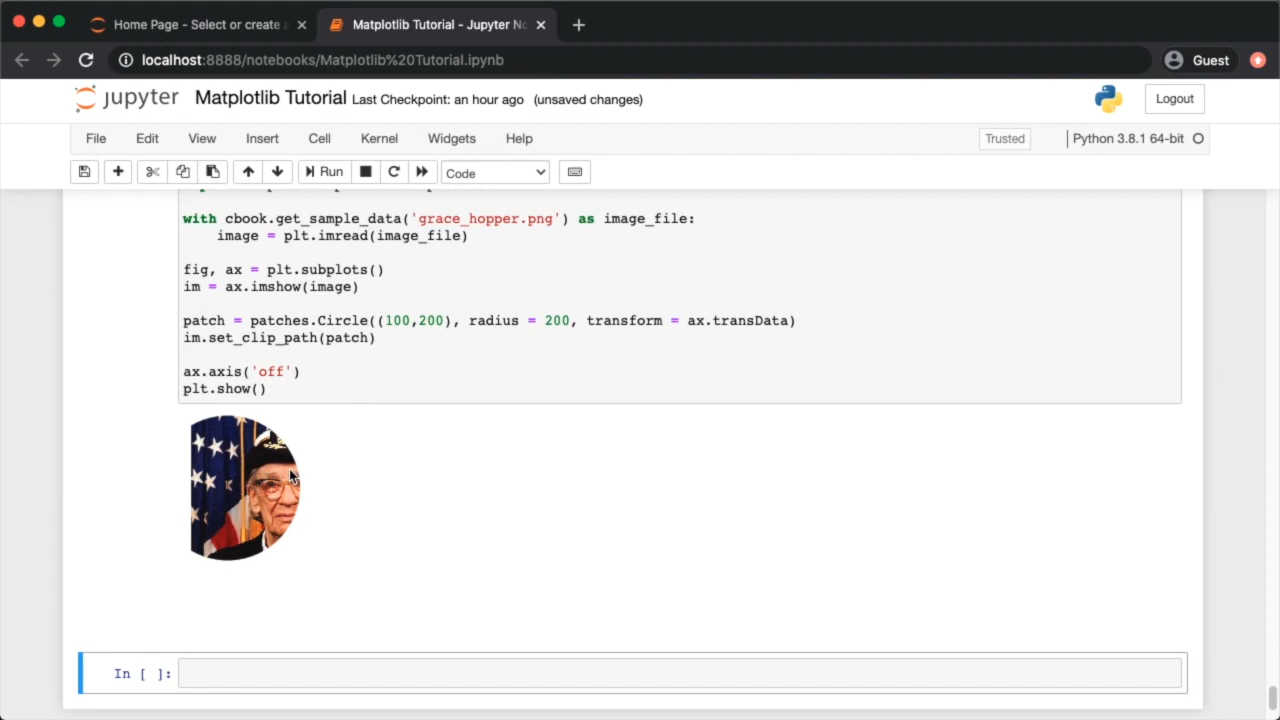 Home Page - Select or create a
Matplotlib Tutorial - Jupyter No
localhost:8888/notebooks/Matplotlib%20Tutorial.ipynb
Guest
jupyter Matplotlib Tutorial Last Checkpoint: an hour ago (unsaved changes)
Logout
File Edit View Insert Cell Kernel Widgets Help
Trusted
Python 3.8.1 64-bit
Run
Code
with cbook.get_sample_data('grace_hopper.png') as image_file:
    image = plt.imread(image_file)
fig, ax = plt.subplots()
im = ax.imshow(image)
patch = patches.Circle((100,200), radius = 200, transform = ax.transData)
im.set_clip_path(patch)
ax.axis('off')
plt.show()
In [ ]: